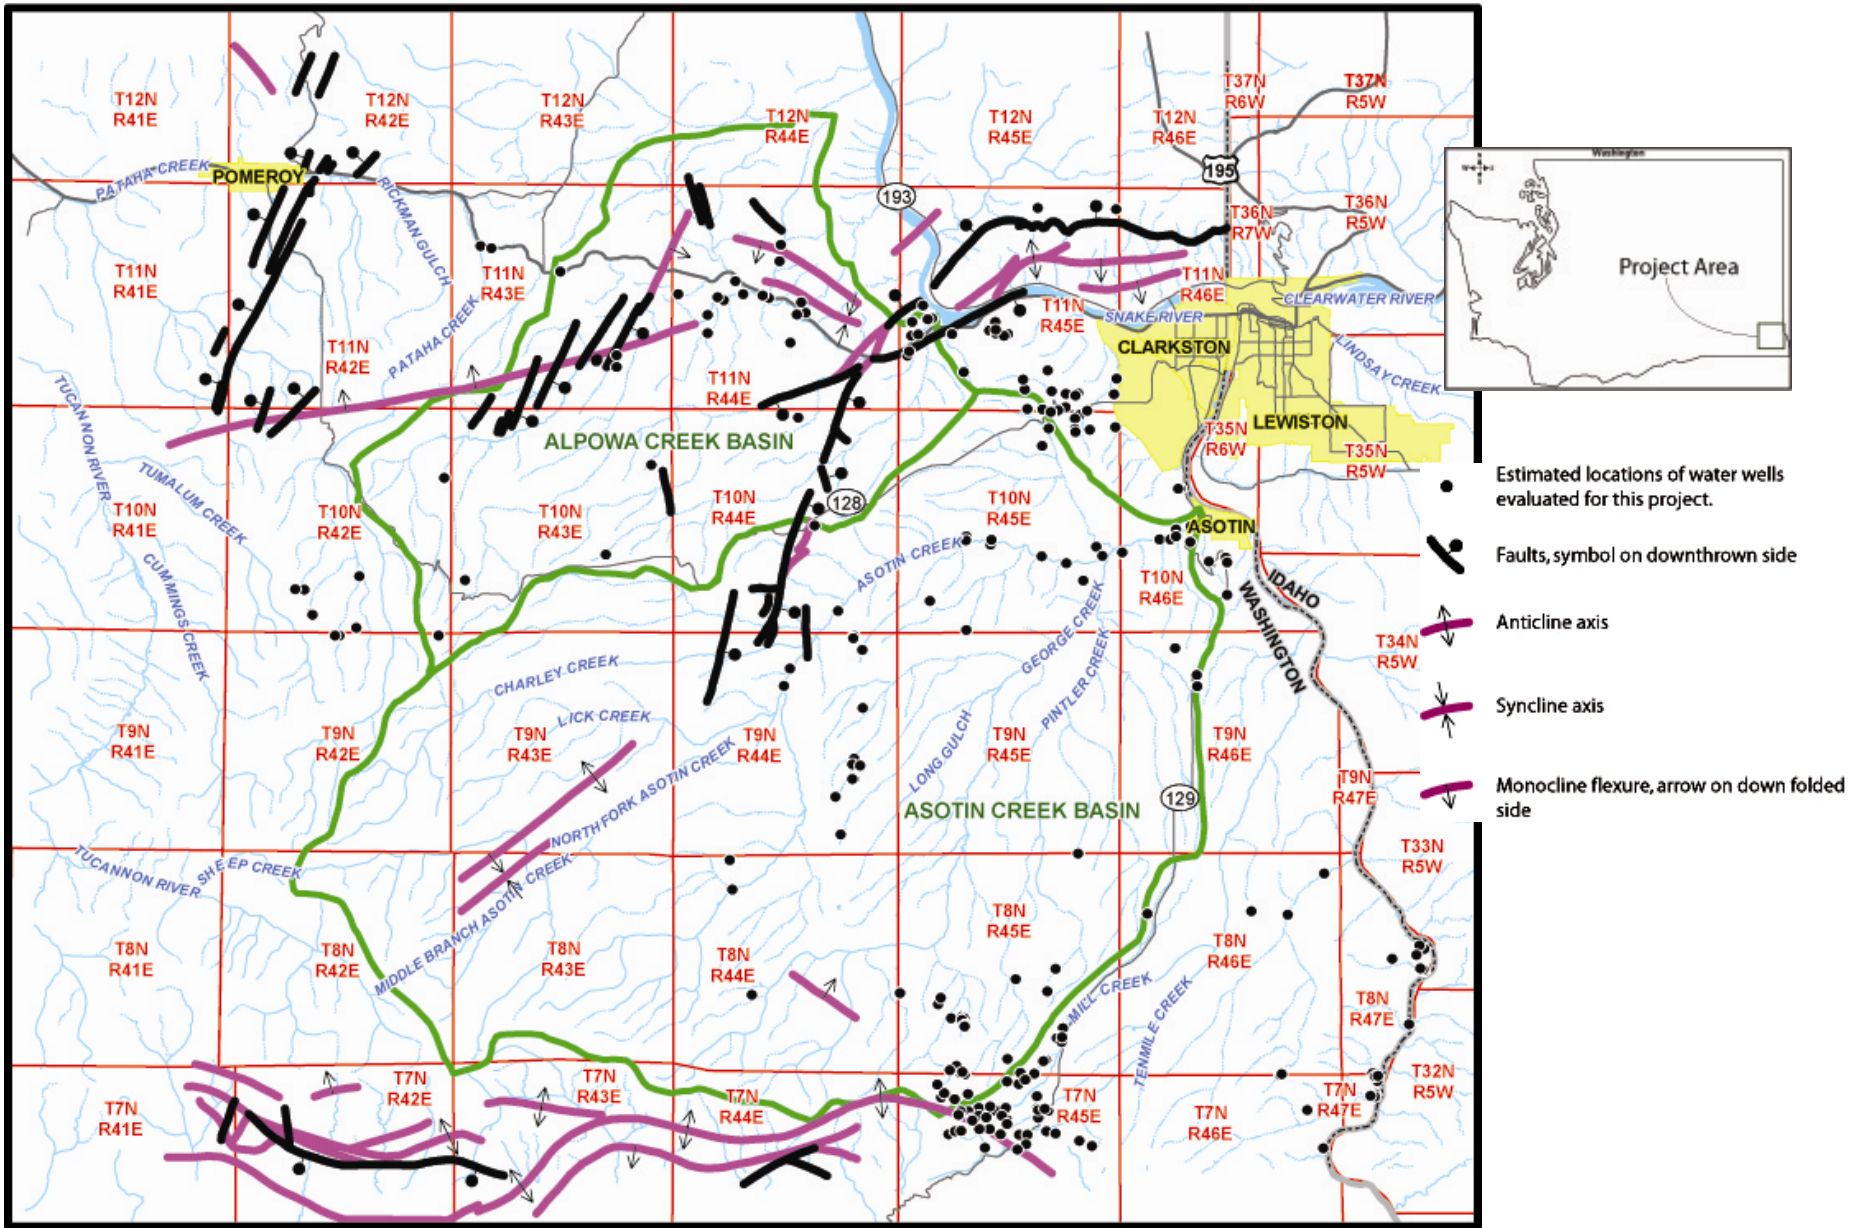 T37N
R6W
T37N
R5W
T12N
R41E
T12N
R42E
T12N
R43E
T12N
R44E
T12N
R45E
T12N
R46E
195
Washington
W
E
PATAHA CREEK
POMEROY
RICKMAN GULCH
193
T36N
R7W
T36N
R5W
T11N
R41E
T11N
R43E
T11N
R46E
T11N
R45E
CLEARWATER RIVER
SNAKE RIVER
Project Area
PATAHA CREEK
T11N
R42E
T11N
R44E
CLARKSTON
LINDSAY CREEK
LEWISTON
TUCANNON RIVER
ALPOWA CREEK BASIN
T35N
R6W
T35N
R5W
TUMALUM CREEK
T10N
R41E
T10N
R42E
T10N
R43E
T10N
R44E
128
T10N
R45E
ASOTIN
Estimated locations of water wells
evaluated for this project.
Faults, symbol on downthrown side
CUMMINGS CREEK
ASOTIN CREEK
T10N
R46E
IDAHO
WASHINGTON
Anticline axis
GEORGE CREEK
PINTLER CREEK
T34N
R5W
CHARLEY CREEK
LICK CREEK
Syncline axis
T9N
R41E
T9N
R42E
T9N
R43E
T9N
R44E
T9N
R45E
T9N
R46E
LONG GULCH
NORTH FORK ASOTIN CREEK
129
T9N
R47E
Monocline flexure, arrow on down folded
side
ASOTIN CREEK BASIN
TUCANNON RIVER
SHEEP CREEK
MIDDLE BRANCH ASOTIN CREEK
T33N
R5W
T8N
R41E
T8N
R42E
T8N
R43E
T8N
R44E
T8N
R45E
T8N
R46E
T8N
R47E
MILL CREEK
TENMILE CREEK
T7N
R41E
T7N
R42E
T7N
R43E
T7N
R44E
T7N
R45E
T7N
R46E
T7N
R47E
T32N
R5W